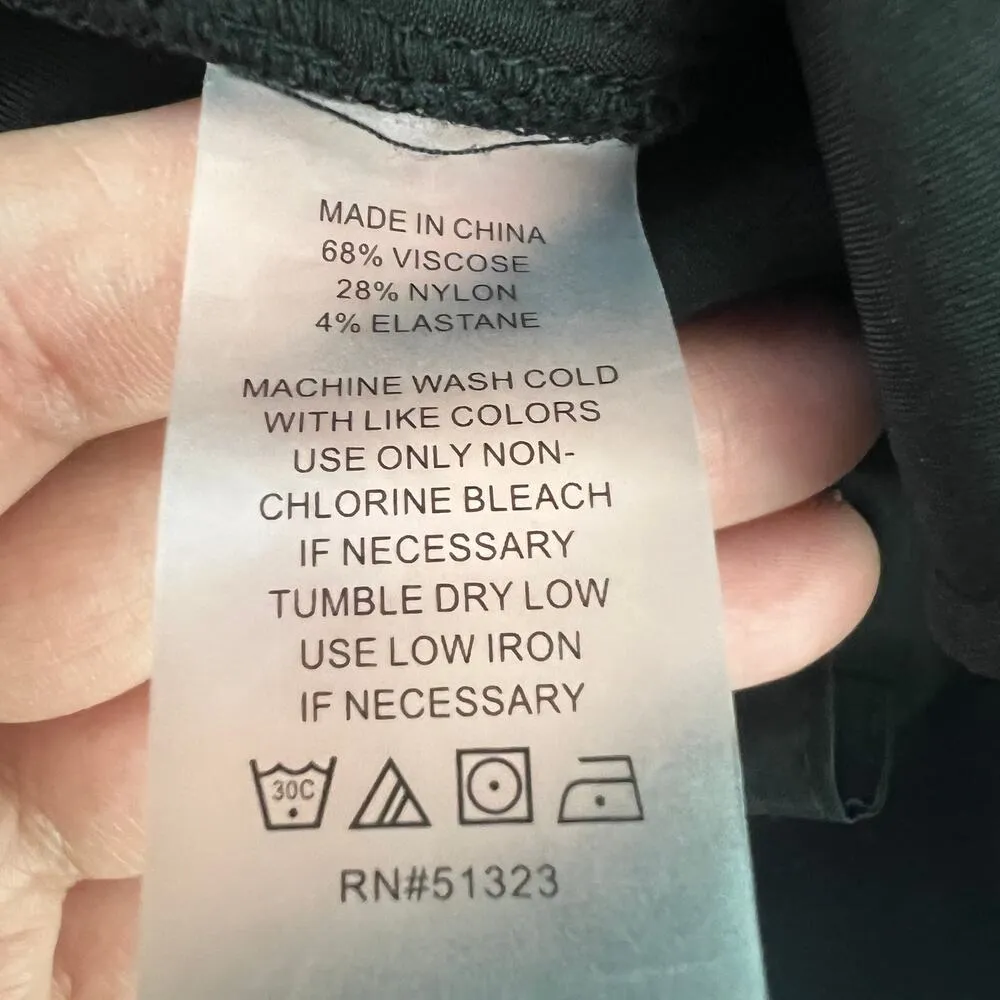 MADE IN CHINA
68% VISCOSE
28% NYLON
4% ELASTANE
MACHINE WASH COLD
WITH LIKE COLORS
USE ONLY NON-
CHLORINE BLEACH
IF NECESSARY
TUMBLE DRY LOW
USE LOW IRON
IF NECESSARY
30C
RN#51323